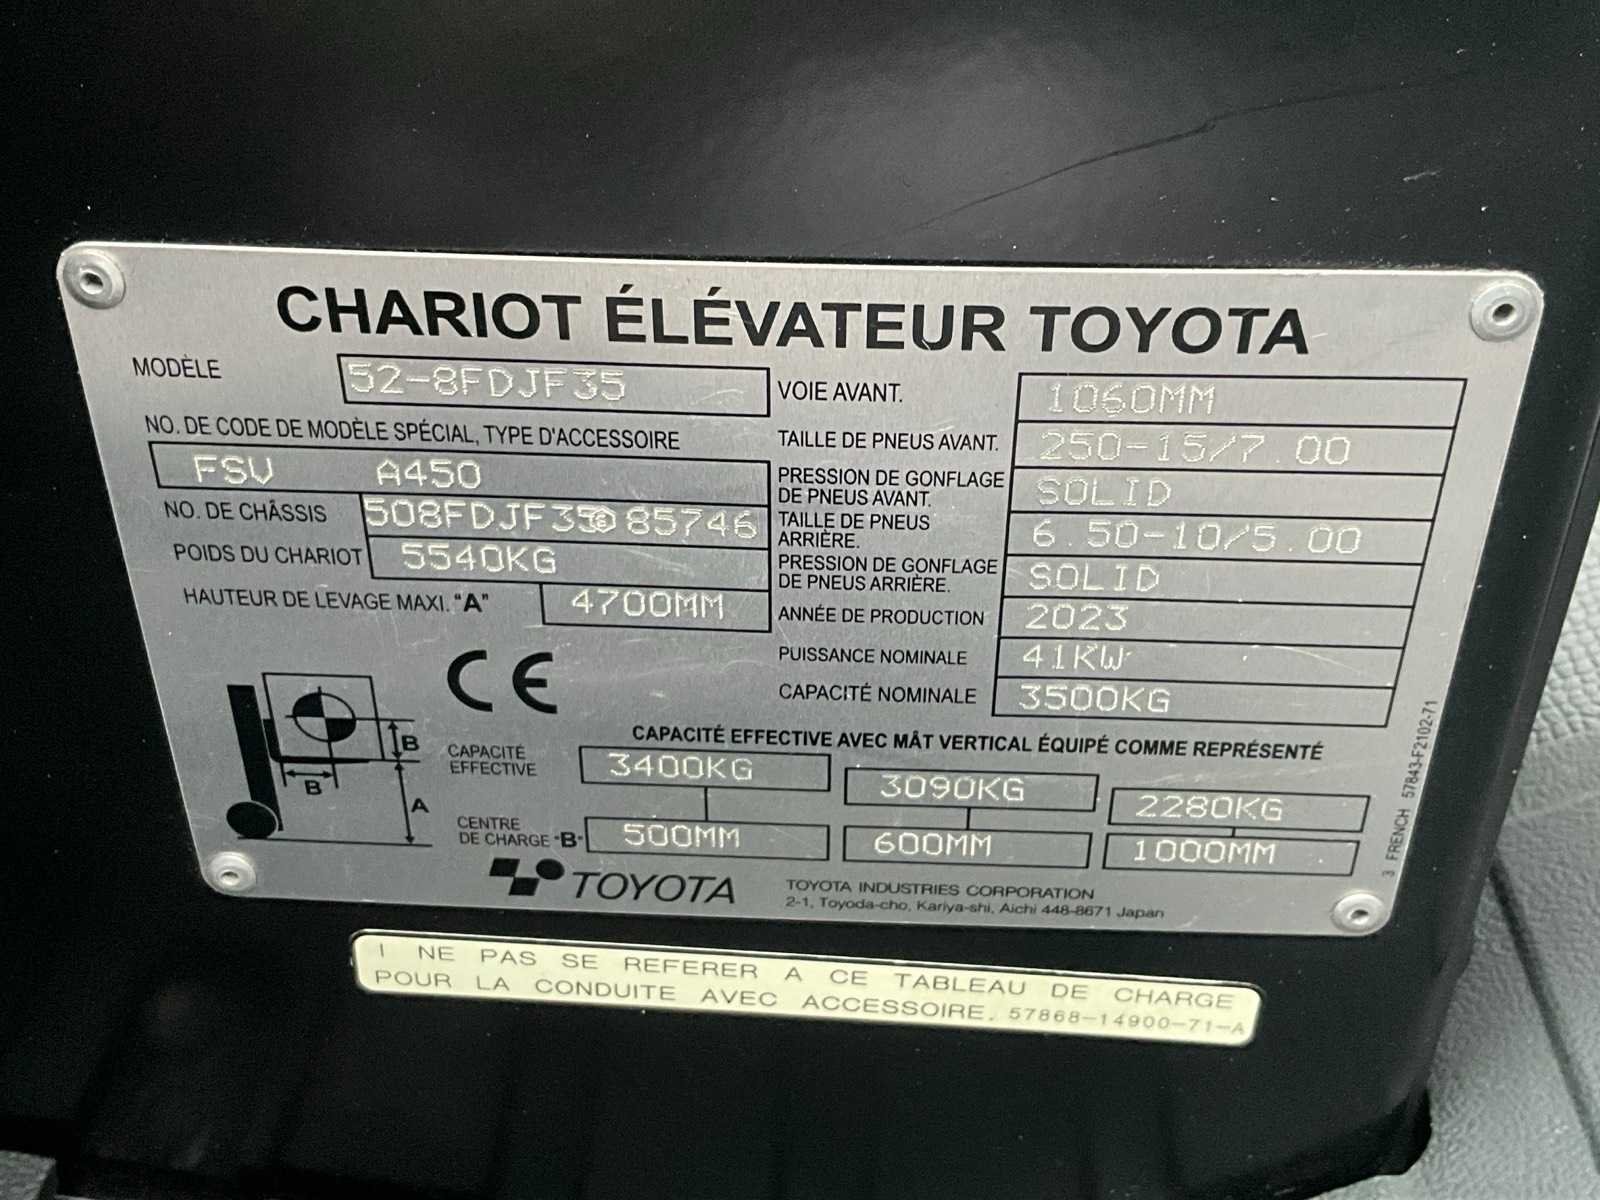 CHARIOT ÉLÉVATEUR TOYOTA
MODÈLE 52-8FDJF35
NO. DE CODE DE MODÈLE SPÉCIAL, TYPE D'ACCESSOIRE
FSV A450
NO. DE CHÂSSIS 508FDJF35 85746
POIDS DU CHARIOT 5540KG
HAUTEUR DE LEVAGE MAXI. "A" 4700MM
VOIE AVANT. 1060MM
TAILLE DE PNEUS AVANT. 250-15/7.00
PRESSION DE GONFLAGE
DE PNEUS AVANT. SOLID
TAILLE DE PNEUS
ARRIÈRE. 6.50-10/5.00
PRESSION DE GONFLAGE
DE PNEUS ARRIÈRE. SOLID
ANNÉE DE PRODUCTION 2023
PUISSANCE NOMINALE 41KW
CAPACITÉ NOMINALE 3500KG
CE
B
B
A
CAPACITÉ EFFECTIVE AVEC MÂT VERTICAL ÉQUIPÉ COMME REPRÉSENTÉ
CAPACITÉ
EFFECTIVE 3400KG 3090KG 2280KG
CENTRE
DE CHARGE "B" 500MM 600MM 1000MM
TOYOTA
TOYOTA INDUSTRIES CORPORATION
2-1, Toyoda-cho, Kariya-shi, Aichi 448-8671 Japan
3 FRENCH 57843-F2102-71
I NE PAS SE REFERER A CE TABLEAU DE CHARGE
POUR LA CONDUITE AVEC ACCESSOIRE. 57868-14900-71-A